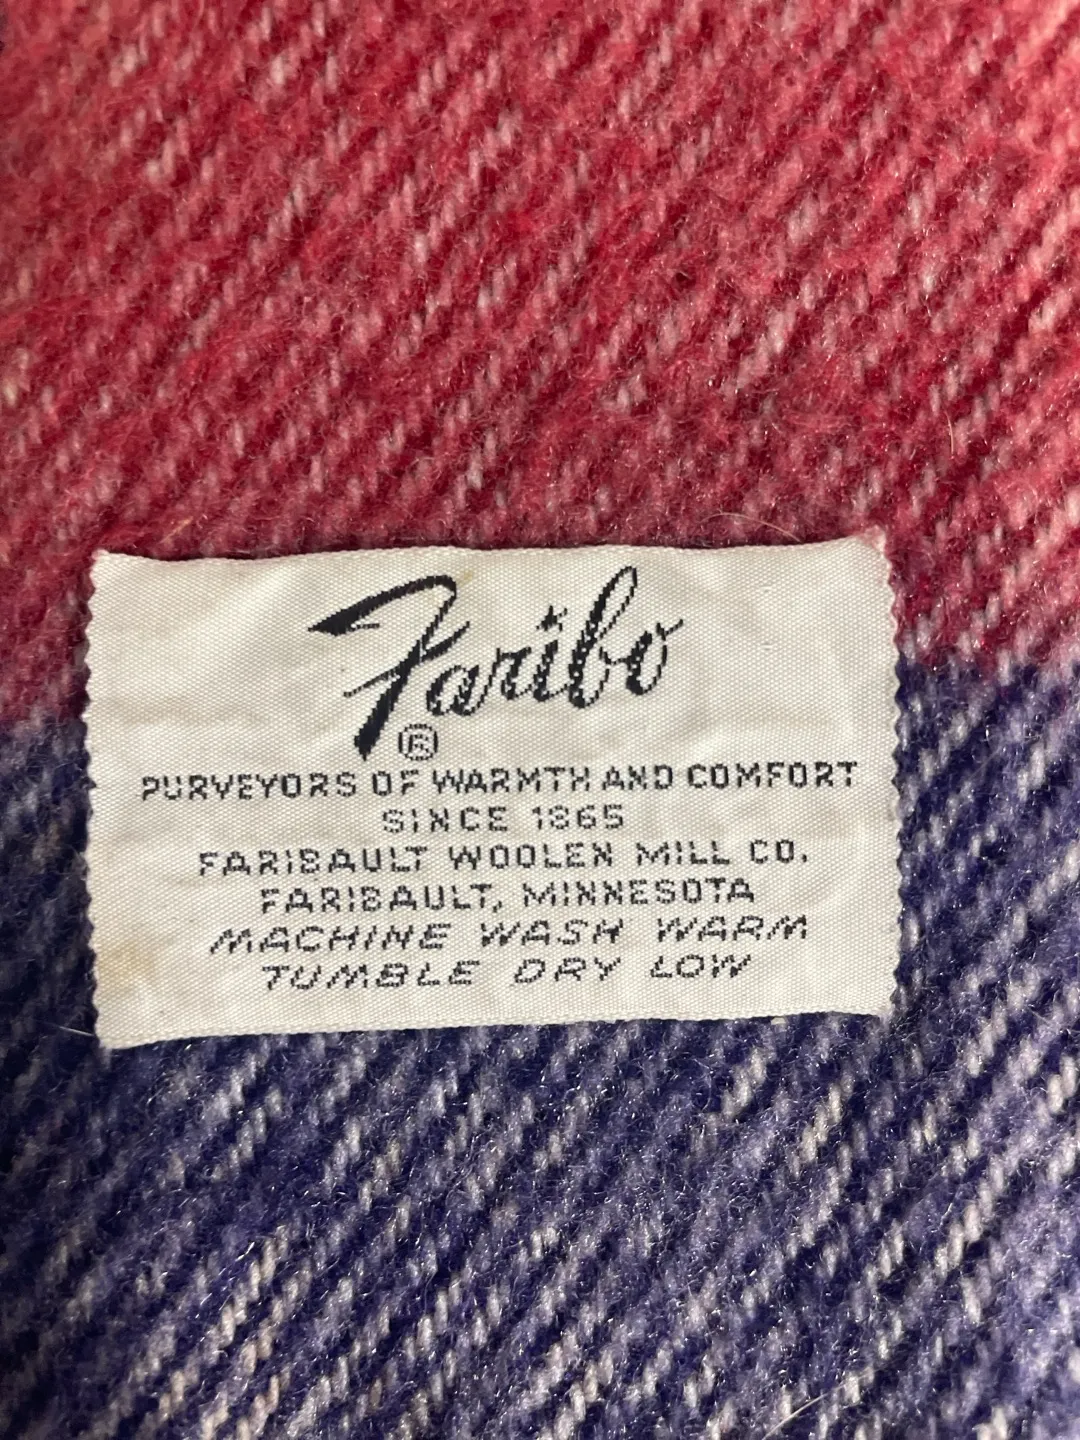 Faribo
®
PURVEYORS OF WARMTH AND COMFORT
SINCE 1865
FARIBAULT WOOLEN MILL CO.
FARIBAULT, MINNESOTA
MACHINE WASH WARM
TUMBLE DRY LOW